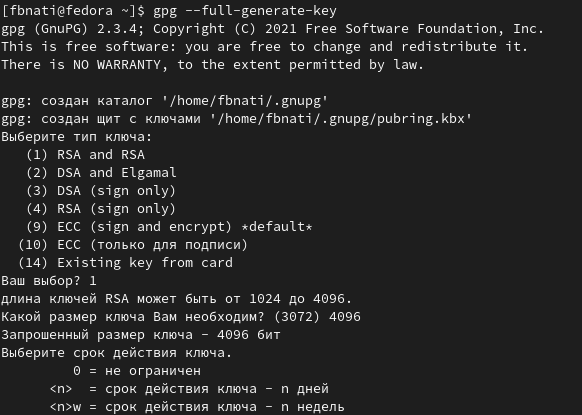 [fbnati@fedora ~]$ gpg --full-generate-key
gpg (GnuPG) 2.3.4; Copyright (C) 2021 Free Software Foundation, Inc.
This is free software: you are free to change and redistribute it.
There is NO WARRANTY, to the extent permitted by law.

gpg: создан каталог '/home/fbnati/.gnupg'
gpg: создан щит с ключами '/home/fbnati/.gnupg/pubring.kbx'
Выберите тип ключа:
   (1) RSA and RSA
   (2) DSA and Elgamal
   (3) DSA (sign only)
   (4) RSA (sign only)
   (9) ECC (sign and encrypt) *default*
  (10) ECC (только для подписи)
  (14) Existing key from card
Ваш выбор? 1
длина ключей RSA может быть от 1024 до 4096.
Какой размер ключа Вам необходим? (3072) 4096
Запрошенный размер ключа - 4096 бит
Выберите срок действия ключа.
         0 = не ограничен
      <n>  = срок действия ключа - n дней
      <n>w = срок действия ключа - n недель